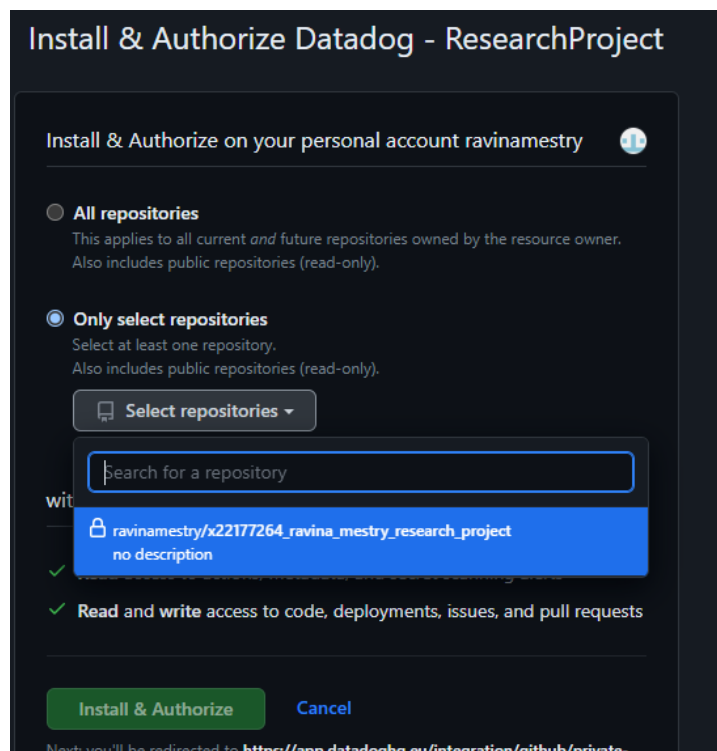 Install & Authorize Datadog - ResearchProject
Install & Authorize on your personal account ravinamestry
All repositories
This applies to all current and future repositories owned by the resource owner.
Also includes public repositories (read-only).
Only select repositories
Select at least one repository.
Also includes public repositories (read-only).
Select repositories
Search for a repository
wit
ravinamestry/x22177264_ravina_mestry_research_project
no description
Read and write access to code, deployments, issues, and pull requests
Install & Authorize Cancel
Next: you'll be redirected to https://app.datadoghq.eu/integration/github/private-